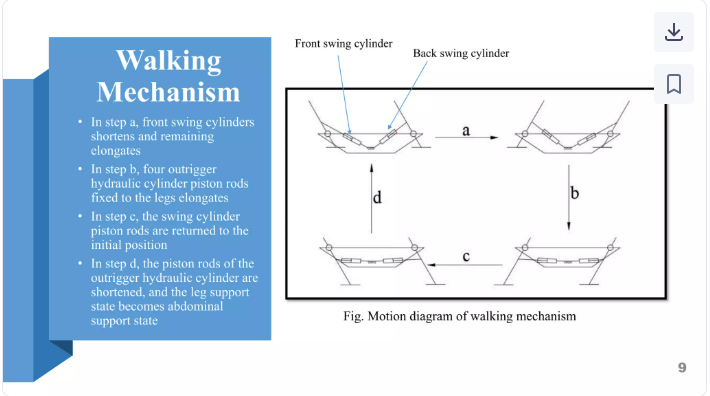 Walking
Mechanism
• In step a, front swing cylinders
shortens and remaining
elongates
• In step b, four outrigger
hydraulic cylinder piston rods
fixed to the legs elongates
• In step c, the swing cylinder
piston rods are returned to the
initial position
• In step d, the piston rods of the
outrigger hydraulic cylinder are
shortened, and the leg support
state becomes abdominal
support state
Front swing cylinder
Back swing cylinder
a
b
c
d
Fig. Motion diagram of walking mechanism
9